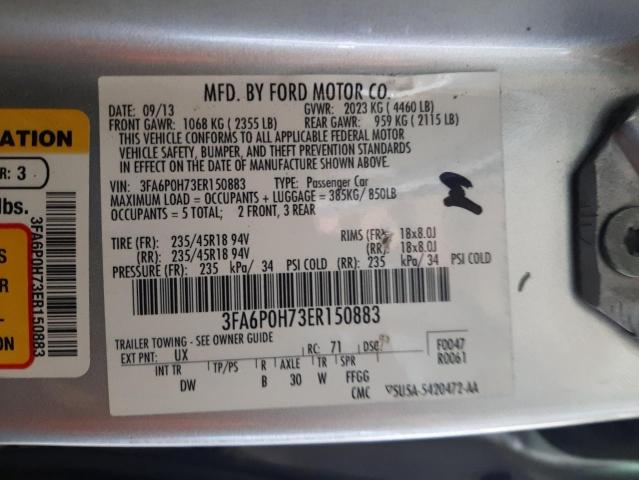 MFD. BY FORD MOTOR CO.
DATE: 09/13 GVWR: 2023 KG ( 4460 LB)
FRONT GAWR: 1068 KG ( 2355 LB) REAR GAWR: 959 KG ( 2115 LB)
THIS VEHICLE CONFORMS TO ALL APPLICABLE FEDERAL MOTOR
VEHICLE SAFETY, BUMPER, AND THEFT PREVENTION STANDARDS
IN EFFECT ON THE DATE OF MANUFACTURE SHOWN ABOVE.
VIN: 3FA6P0H73ER150883 TYPE: Passenger Car
MAXIMUM LOAD = OCCUPANTS + LUGGAGE = 385KG/ 850LB
OCCUPANTS = 5 TOTAL; 2 FRONT, 3 REAR
TIRE (FR): 235/45R18 94V RIMS (FR): 18x8.0J
(RR): 235/45R18 94V (RR): 18x8.0J
PRESSURE (FR): 235 kPa/ 34 PSI COLD (RR): 235 kPa/ 34 PSI COLD
3FA6P0H73ER150883
TRAILER TOWING - SEE OWNER GUIDE
EXT PNT: UX RC: 71 DSO: F0047
R0061
INT TR TP/PS R AXLE TR SPR
DW B 30 W FFGG
CMC 5U5A-5420472-AA
ATION
R: 3
lbs.
3FA6P0H73ER150883
S
ER
R